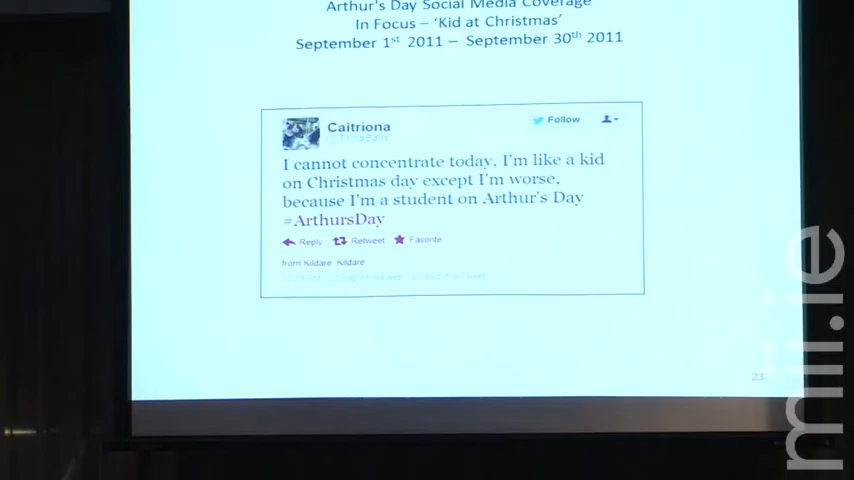 Arthur's Day Social Media Coverage
In Focus – 'Kid at Christmas'
September 1st 2011 – September 30th 2011
Caitriona
Follow
I cannot concentrate today, I'm like a kid
on Christmas day except I'm worse,
because I'm a student on Arthur's Day
#ArthursDay
Reply Retweet Favorite
from Kildare, Kildare
23
mii.ie